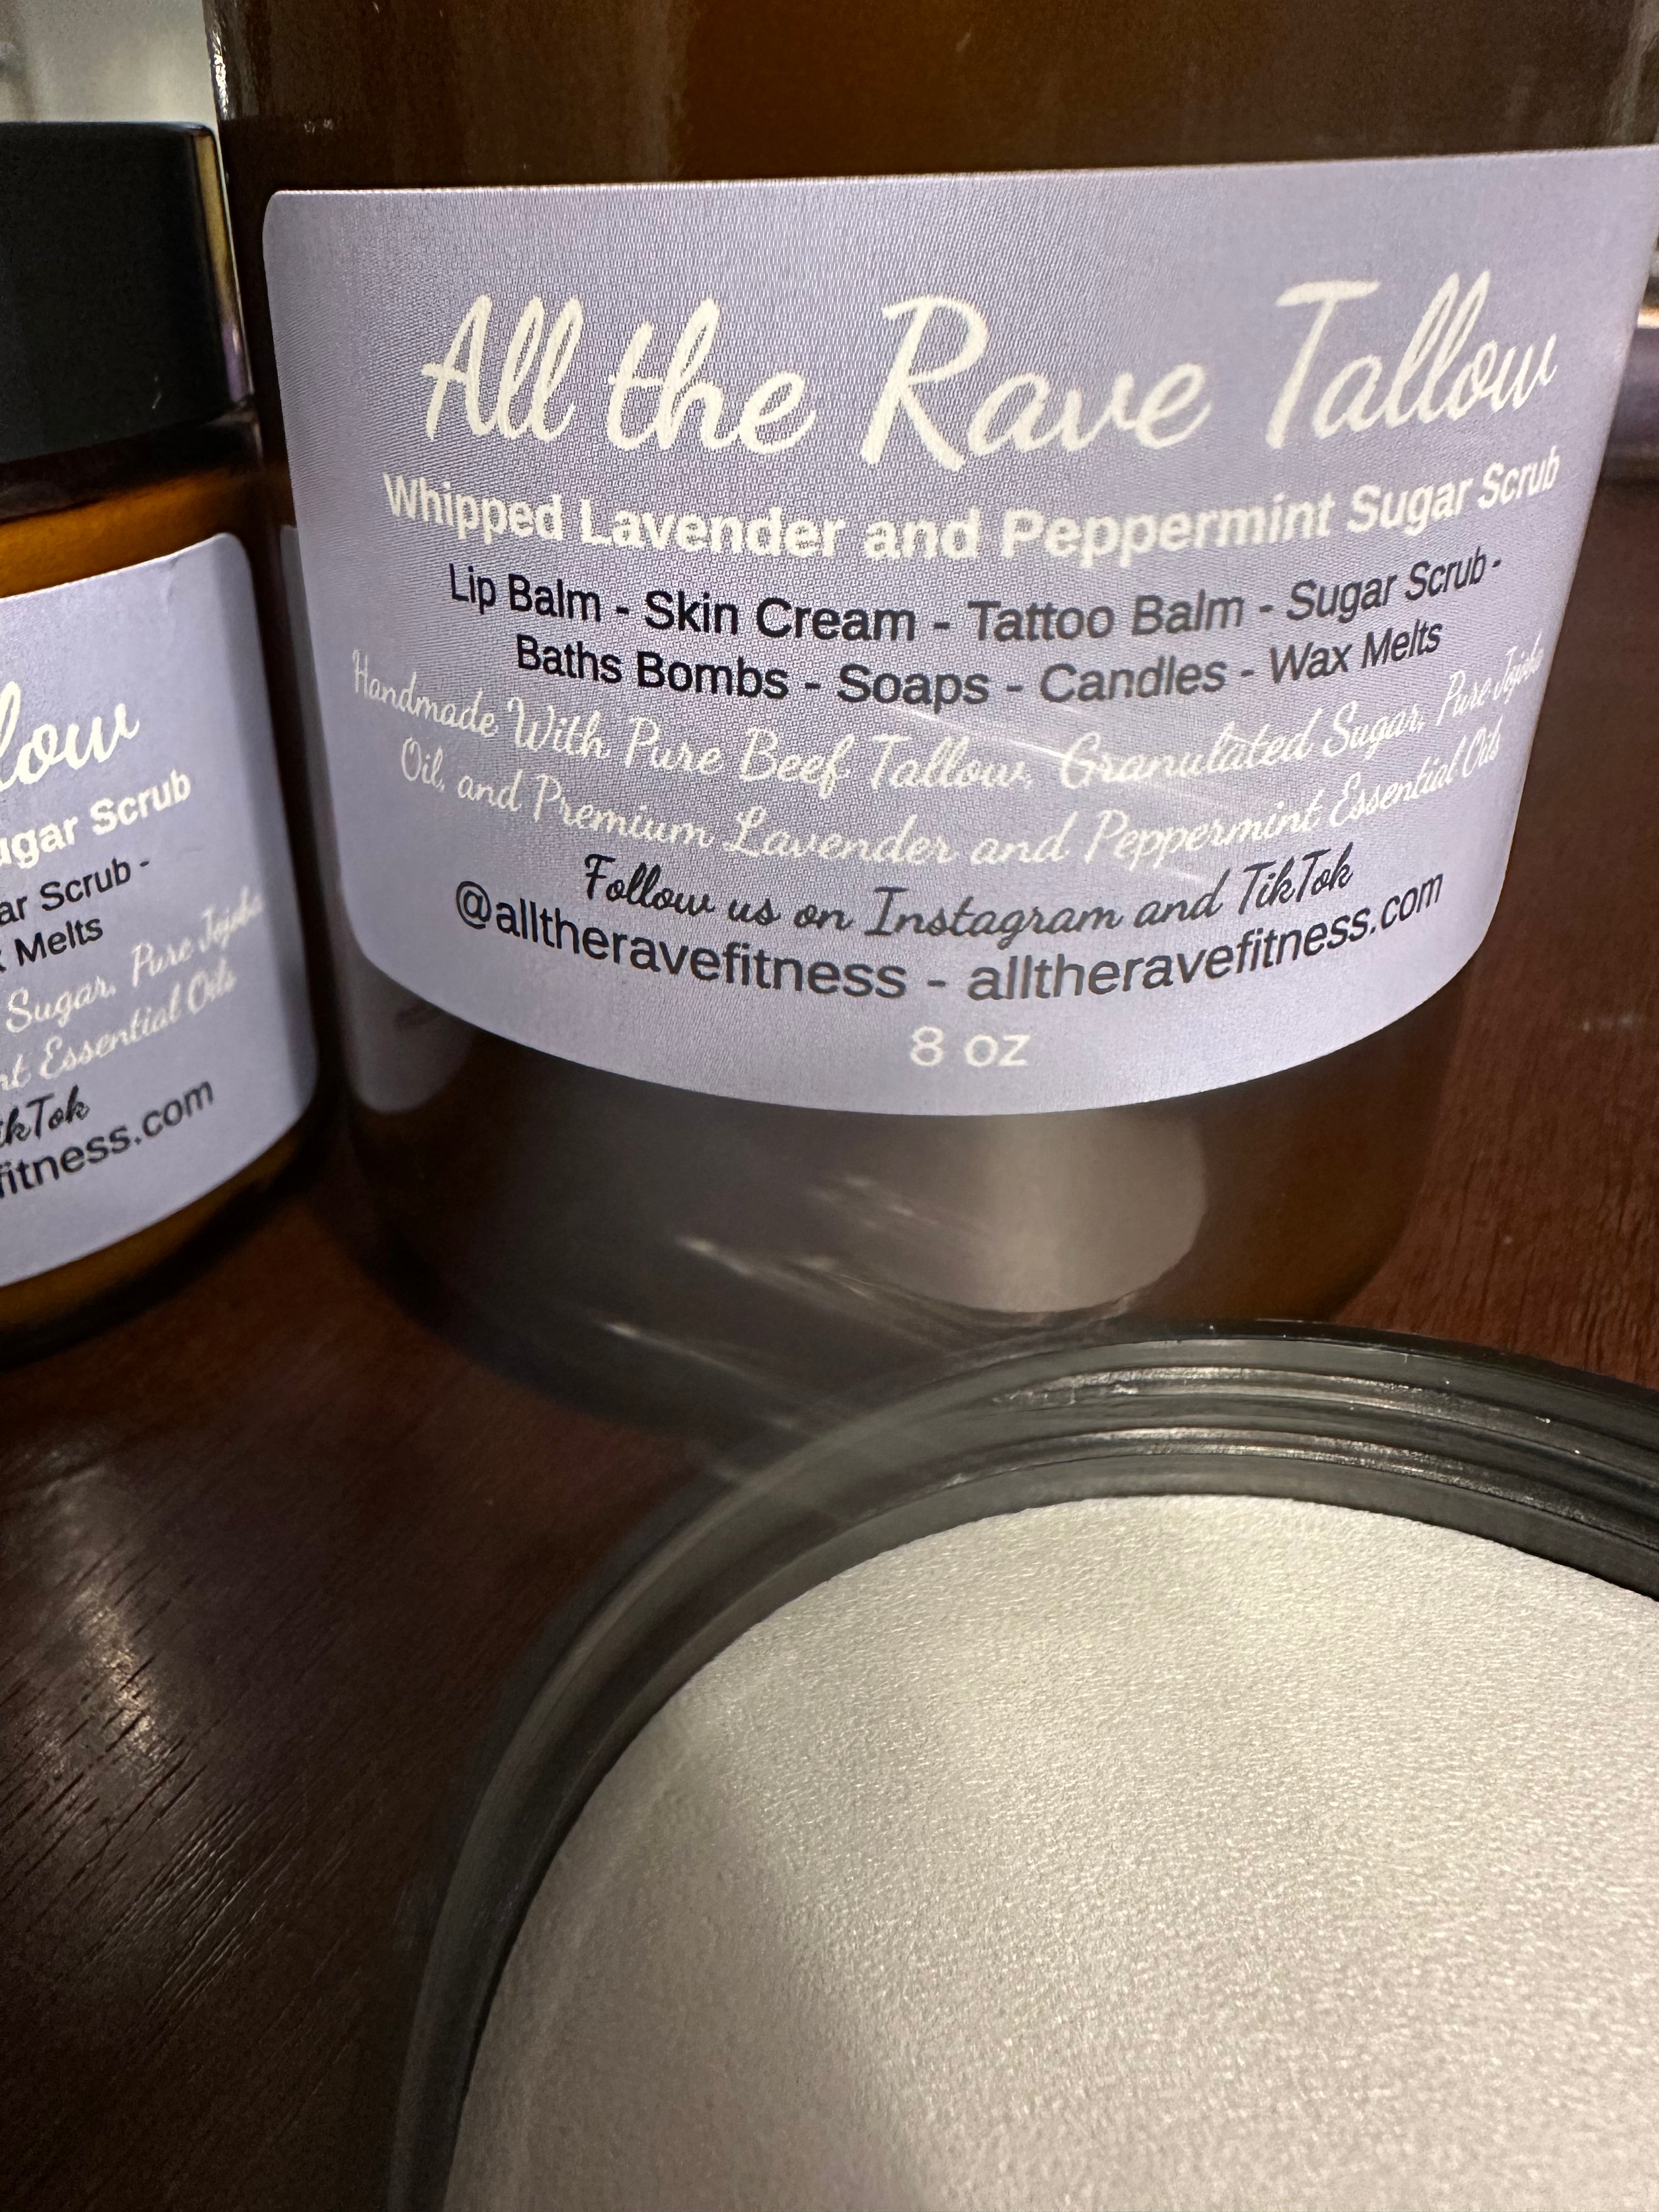 All the Rave Tallow
Whipped Lavender and Peppermint Sugar Scrub
Lip Balm - Skin Cream - Tattoo Balm - Sugar Scrub -
Baths Bombs - Soaps - Candles - Wax Melts
Handmade With Pure Beef Tallow, Granulated Sugar, Pure Jojoba
Oil, and Premium Lavender and Peppermint Essential Oils
Follow us on Instagram and TikTok
@alltheravefitness - alltheravefitness.com
8 oz
low
ugar Scrub
ar Scrub -
Melts
Sugar, Pure Jojoba
nt Essential Oils
kTok
fitness.com